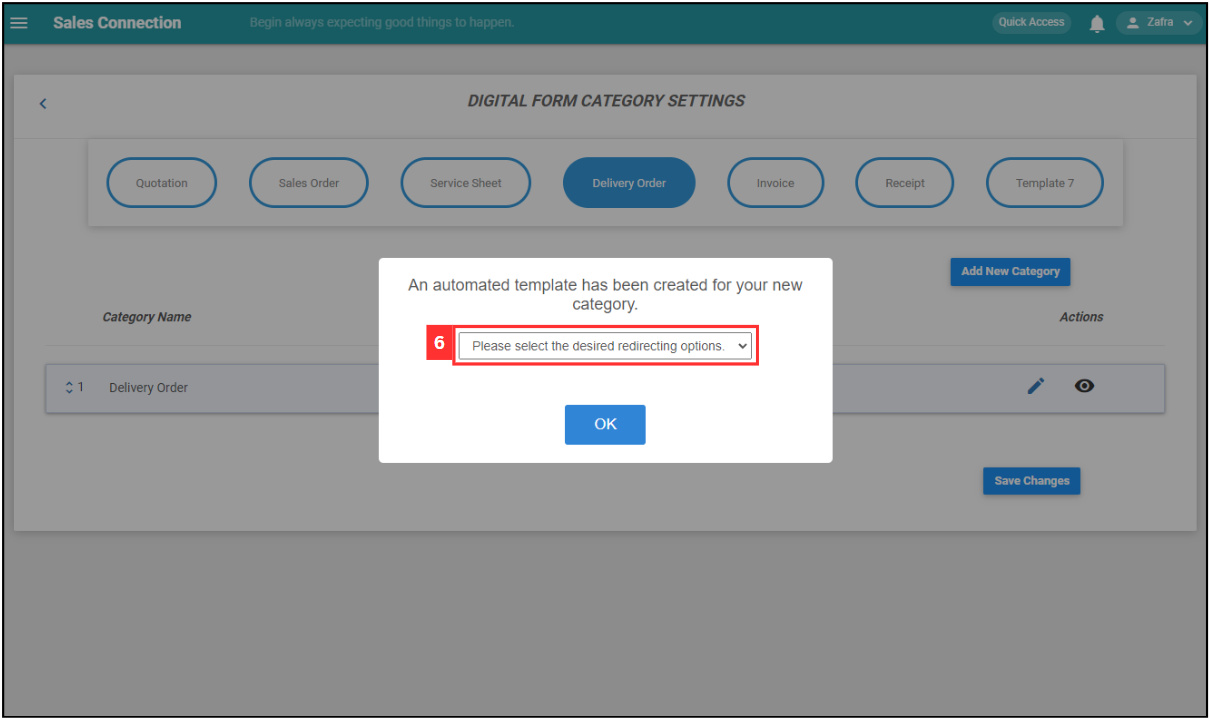 Sales Connection Begin always expecting good things to happen. Quick Access Zafra
DIGITAL FORM CATEGORY SETTINGS
Quotation Sales Order Service Sheet Delivery Order Invoice Receipt Template 7
Add New Category
An automated template has been created for your new
category.
Category Name Actions
6 Please select the desired redirecting options.
1 Delivery Order
OK
Save Changes